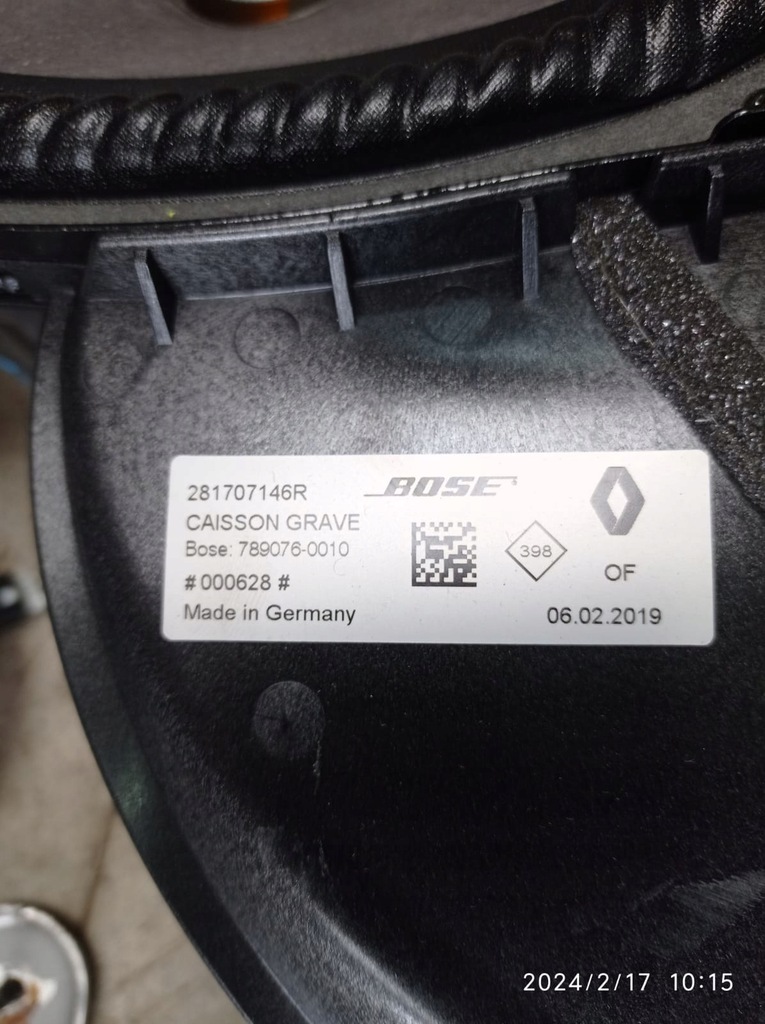 281707146R
BOSE
CAISSON GRAVE
Bose: 789076-0010
398
OF
#000628#
Made in Germany
06.02.2019
2024/2/17 10:15